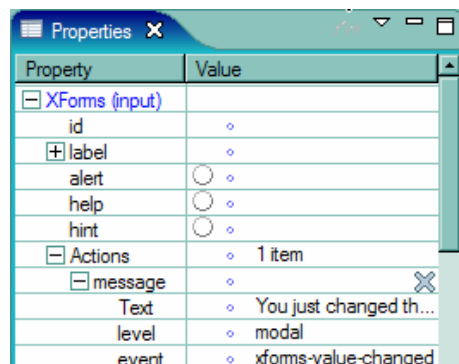 Properties
Property Value
XForms (input)
id
label
alert
help
hint
Actions 1 item
message
Text You just changed th...
level modal
event xforms-value-changed